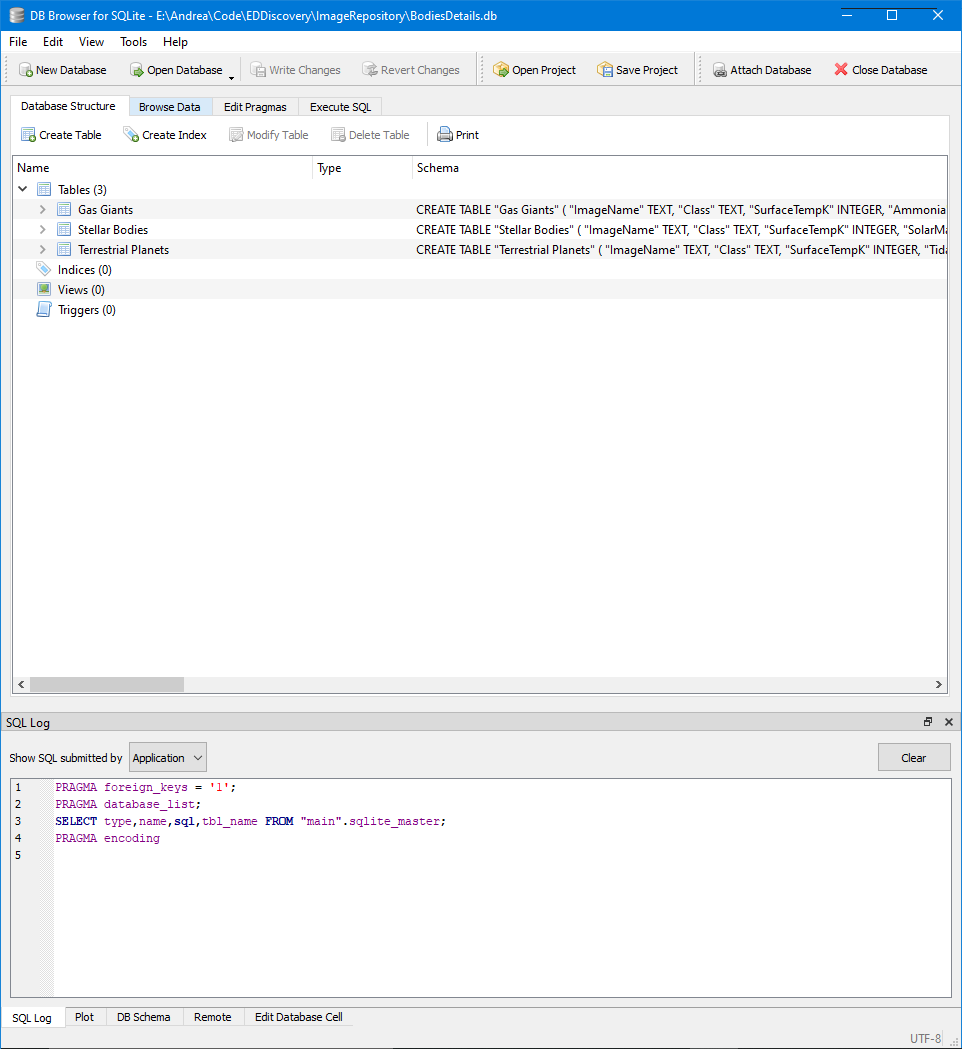 DB Browser for SQLite - E:\Andrea\Code\EDDiscovery\ImageRepository\BodiesDetails.db
File Edit View Tools Help
New Database Open Database Write Changes Revert Changes Open Project Save Project Attach Database Close Database
Database Structure Browse Data Edit Pragmas Execute SQL
Create Table Create Index Modify Table Delete Table Print
Name Type Schema
Tables (3)
Gas Giants CREATE TABLE "Gas Giants" ( "ImageName" TEXT, "Class" TEXT, "SurfaceTempK" INTEGER, "Ammonia
Stellar Bodies CREATE TABLE "Stellar Bodies" ( "ImageName" TEXT, "Class" TEXT, "SurfaceTempK" INTEGER, "SolarMa
Terrestrial Planets CREATE TABLE "Terrestrial Planets" ( "ImageName" TEXT, "Class" TEXT, "SurfaceTempK" INTEGER, "Tida
Indices (0)
Views (0)
Triggers (0)
SQL Log
Show SQL submitted by Application Clear
1 PRAGMA foreign_keys = '1';
2 PRAGMA database_list;
3 SELECT type,name,sql,tbl_name FROM "main".sqlite_master;
4 PRAGMA encoding
5
SQL Log Plot DB Schema Remote Edit Database Cell
UTF-8